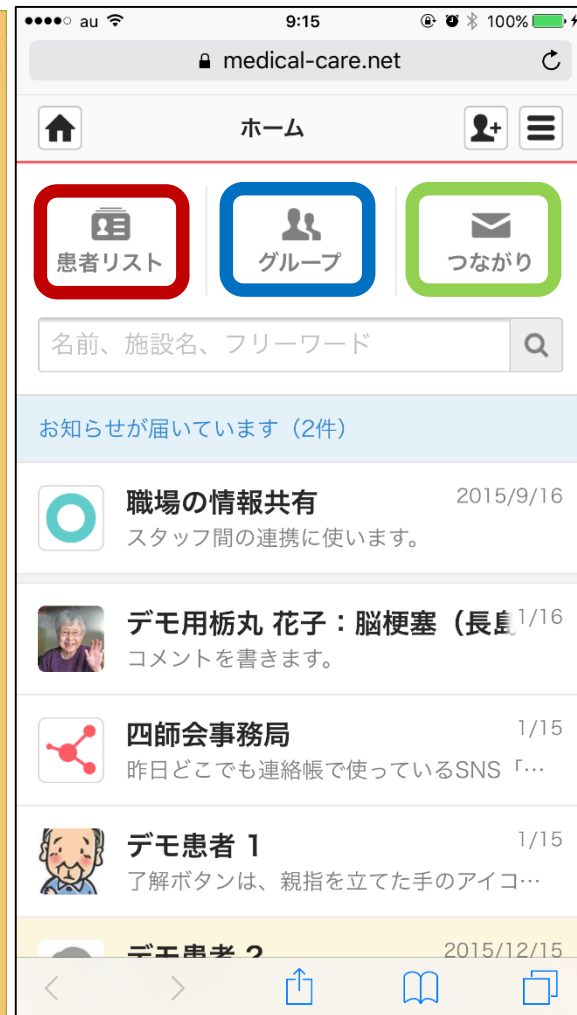 au 9:15 100%
medical-care.net
ホーム
患者リスト グループ つながり
名前、施設名、フリーワード
お知らせが届いています（2件）
職場の情報共有 2015/9/16
スタッフ間の連携に使います。
デモ用栃丸 花子：脳梗塞（長島 1/16
コメントを書きます。
四師会事務局 1/15
昨日どこでも連絡帳で使っているSNS「…
デモ患者 1 1/15
了解ボタンは、親指を立てた手のアイコ…
デモ患者 2 2015/12/15